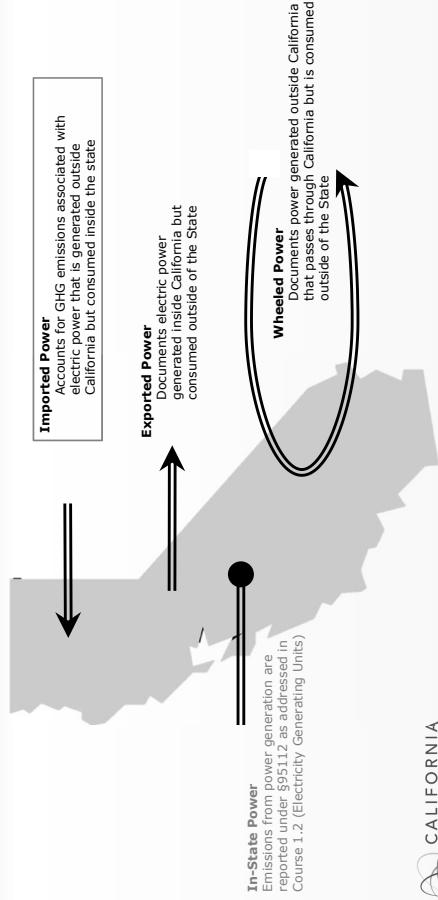 Imported Power
Accounts for GHG emissions associated with
electric power that is generated outside
California but consumed inside the state
Exported Power
Documents electric power
generated inside California but
consumed outside of the State
Wheeled Power
Documents power generated outside California
that passes through California but is consumed
outside of the State
In-State Power
Emissions from power generation are
reported under §95112 as addressed in
Course 1.2 (Electricity Generating Units)
CALIFORNIA